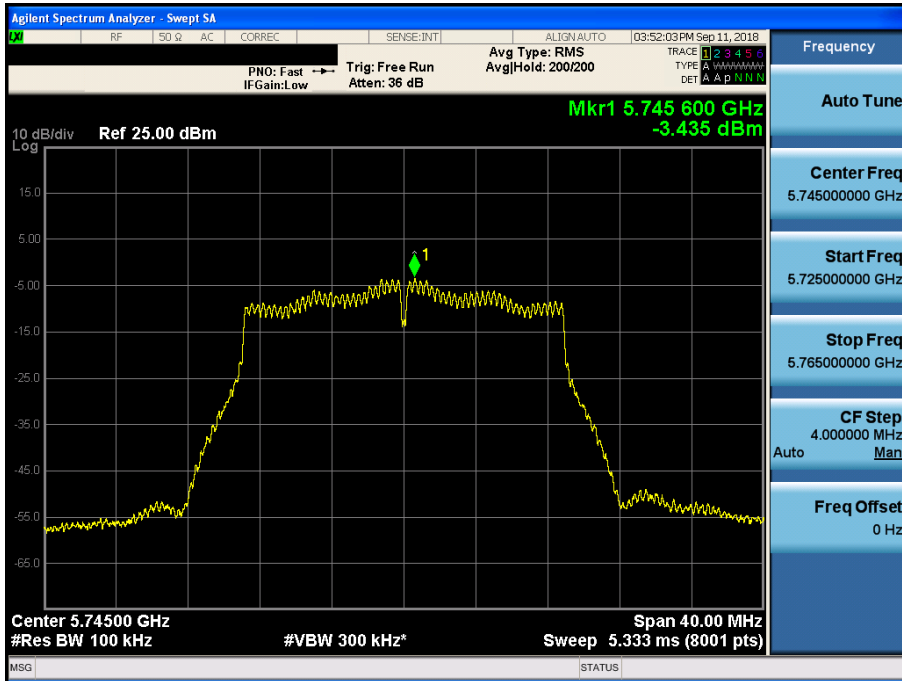 Agilent Spectrum Analyzer - Swept SA
LXI RF 50 Ω AC CORREC SENSE:INT ALIGN AUTO 03:52:03 PM Sep 11, 2018
Frequency
PNO: Fast Trig: Free Run Avg Type: RMS TRACE 1 2 3 4 5 6
IFGain:Low Atten: 36 dB Avg|Hold: 200/200 TYPE A WWWWW
DET A A p N N N
Auto Tune
Mkr1 5.745 600 GHz
-3.435 dBm
10 dB/div Ref 25.00 dBm
Log
Center Freq
5.745000000 GHz
15.0
5.00
1
Start Freq
5.725000000 GHz
-5.00
-15.0
Stop Freq
5.765000000 GHz
-25.0
-35.0
CF Step
4.000000 MHz
Auto Man
-45.0
-55.0
Freq Offset
0 Hz
-65.0
Center 5.74500 GHz Span 40.00 MHz
#Res BW 100 kHz #VBW 300 kHz* Sweep 5.333 ms (8001 pts)
MSG STATUS